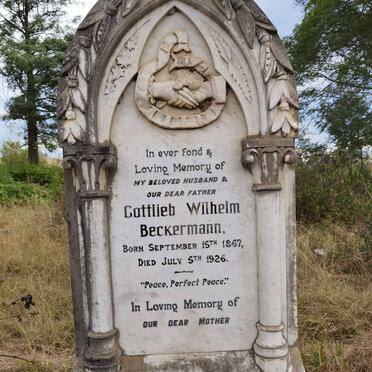 In ever fond &
Loving Memory of
MY BELOVED HUSBAND &
OUR DEAR FATHER
Gottlieb Wilhelm
Beckermann,
BORN SEPTEMBER 15TH 1867,
DIED JULY 5TH 1926.
"Peace, Perfect Peace."
In Loving Memory of
OUR DEAR MOTHER